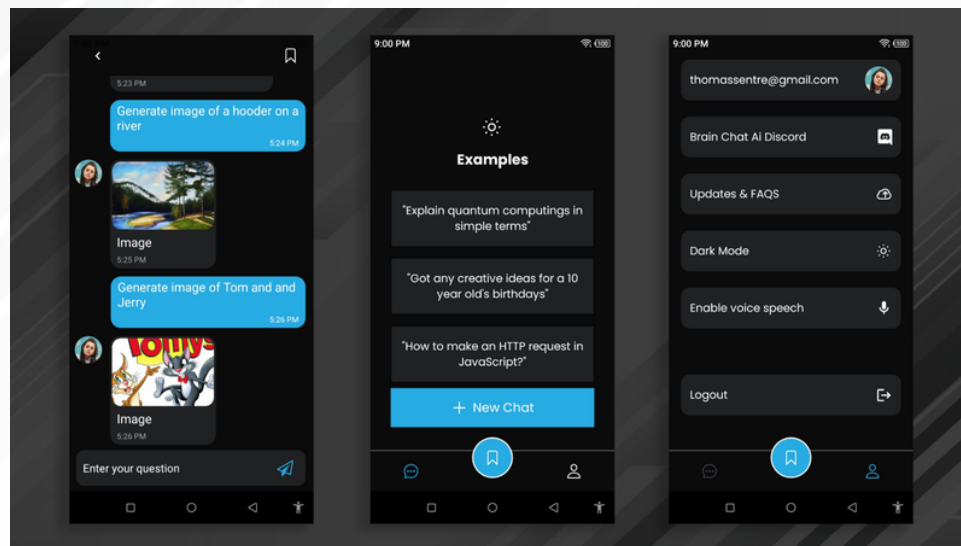 5:23 PM
Generate image of a hooder on a
river
5:24 PM
Image
5:25 PM
Generate image of Tom and and
Jerry
5:26 PM
Tomys
Image
5:26 PM
Enter your question
9:00 PM
100
Examples
"Explain quantum computings in
simple terms"
"Got any creative ideas for a 10
year old's birthdays"
"How to make an HTTP request in
JavaScript?"
+ New Chat
9:00 PM
100
thomassentre@gmail.com
Brain Chat Ai Discord
Updates & FAQS
Dark Mode
Enable voice speech
Logout